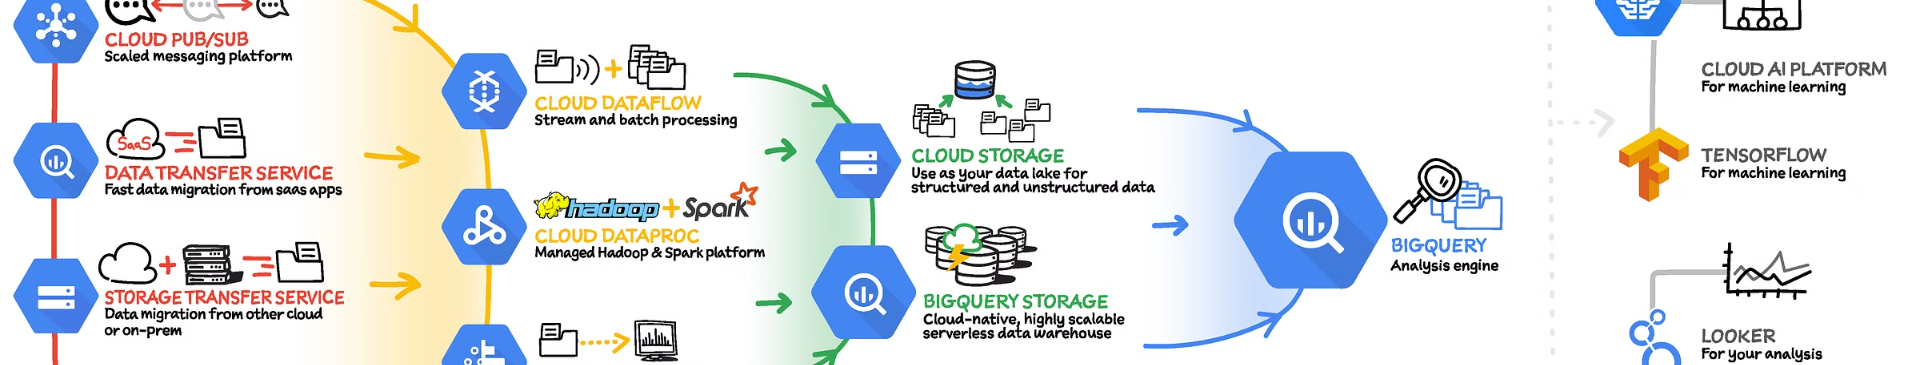 CLOUD PUB/SUB
Scaled messaging platform
SaaS
DATA TRANSFER SERVICE
Fast data migration from saas apps
STORAGE TRANSFER SERVICE
Data migration from other cloud
or on-prem
CLOUD DATAFLOW
Stream and batch processing
hadoop + Spark
CLOUD DATAPROC
Managed Hadoop & Spark platform
CLOUD STORAGE
Use as your data lake for
structured and unstructured data
BIGQUERY STORAGE
Cloud-native, highly scalable
serverless data warehouse
BIGQUERY
Analysis engine
CLOUD AI PLATFORM
For machine learning
TENSORFLOW
For machine learning
LOOKER
For your analysis